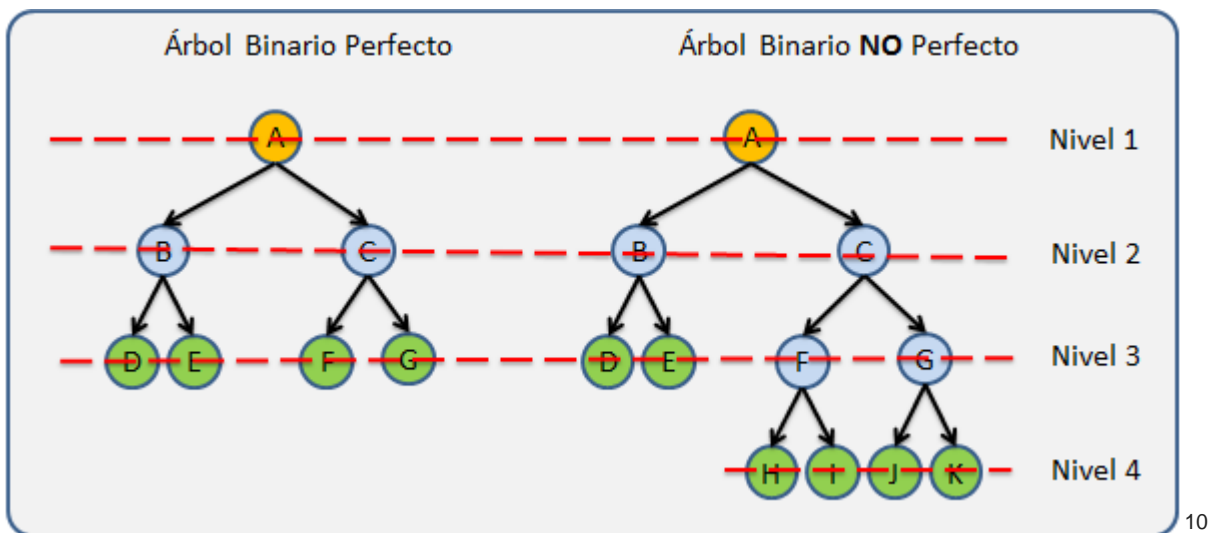 Árbol Binario Perfecto Árbol Binario NO Perfecto
A A Nivel 1
B C B C Nivel 2
D E F G D E F G Nivel 3
H I J K Nivel 4
10